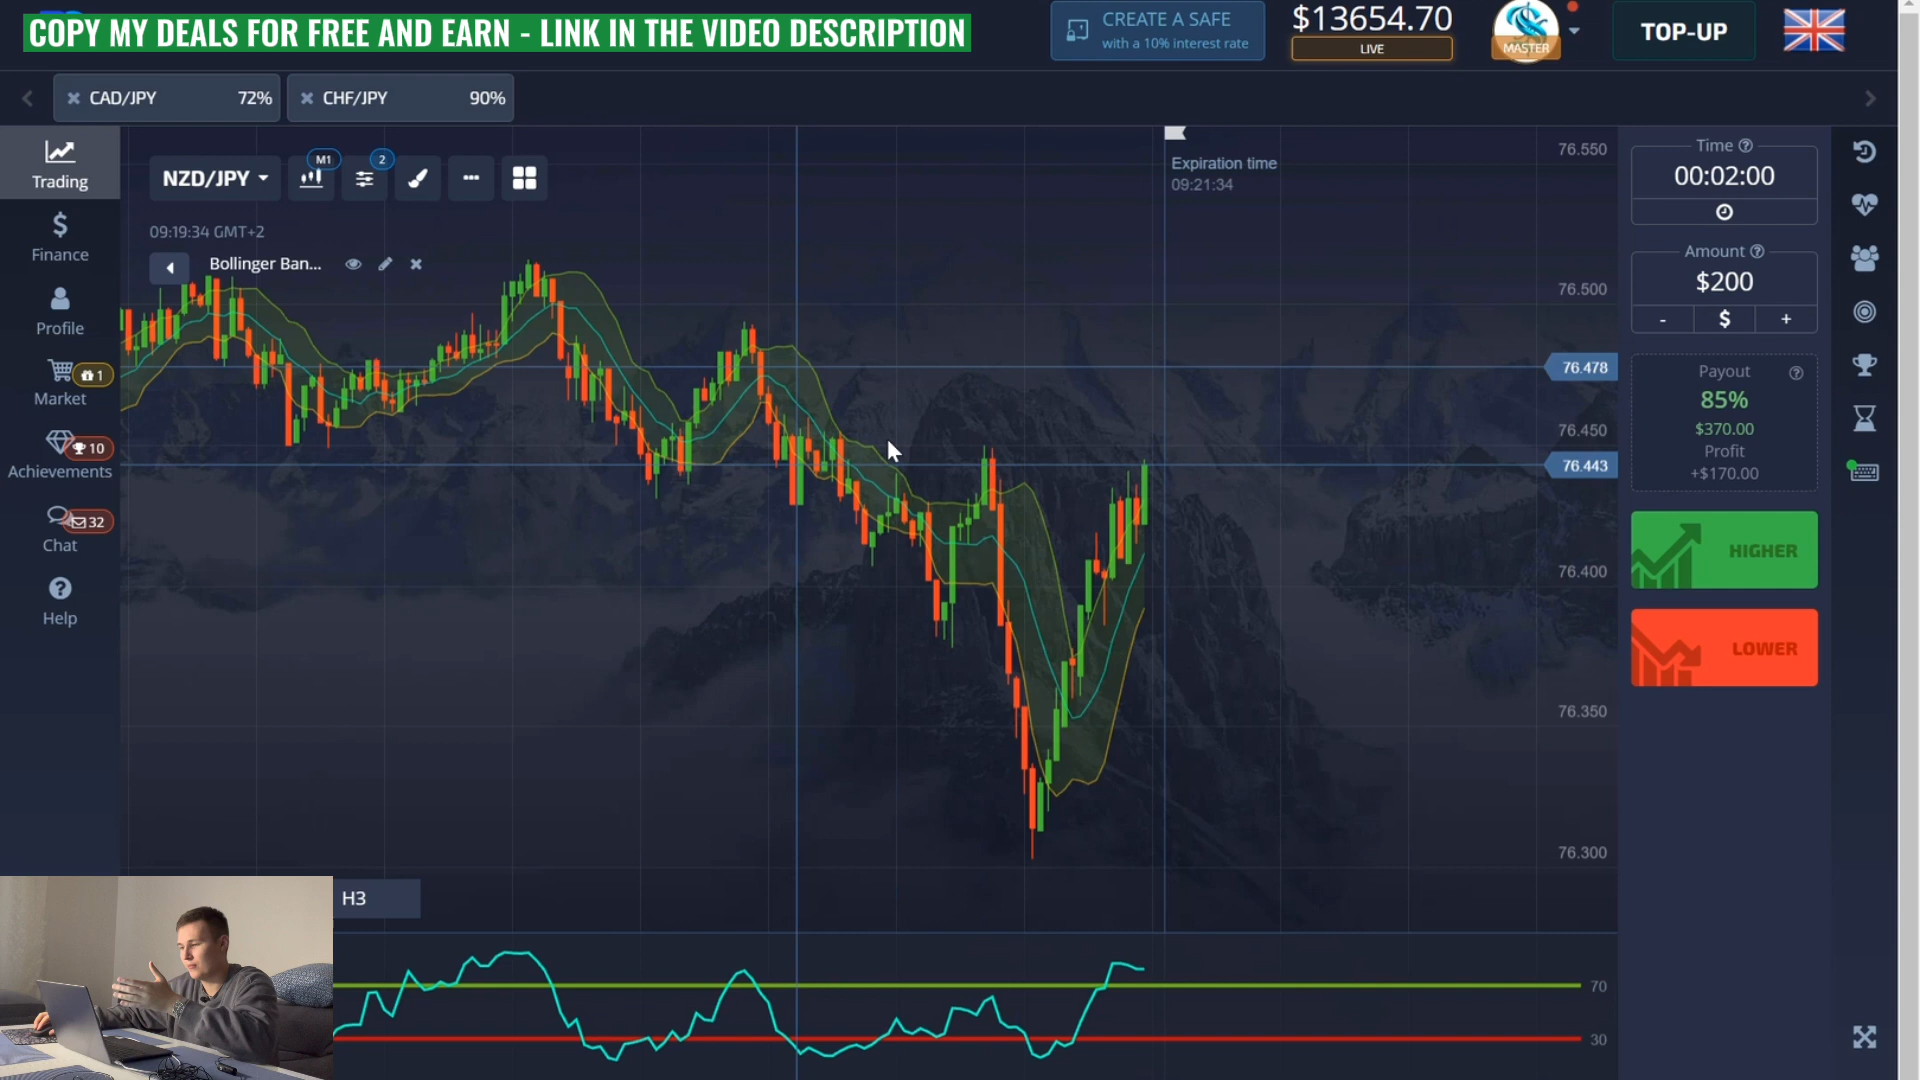 COPY MY DEALS FOR FREE AND EARN - LINK IN THE VIDEO DESCRIPTION
CREATE A SAFE
with a 10% interest rate
$13654.70
LIVE
MASTER
TOP-UP
CAD/JPY 72%
CHF/JPY 90%
Trading
Finance
Profile
Market
1
Achievements
10
Chat
32
Help
NZD/JPY
M1
2
09:19:34 GMT+2
Bollinger Ban...
Expiration time
09:21:34
76.550
76.500
76.478
76.450
76.443
76.400
76.350
76.300
H3
70
30
Time
00:02:00
Amount
$200
- $ +
Payout
85%
$370.00
Profit
+$170.00
HIGHER
LOWER